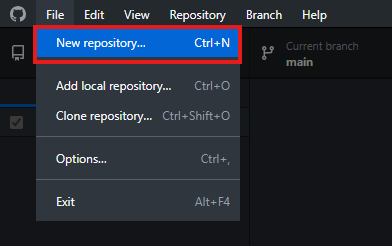 File Edit View Repository Branch Help
New repository... Ctrl+N
Current branch
main
Add local repository... Ctrl+O
Clone repository... Ctrl+Shift+O
Options... Ctrl+,
Exit Alt+F4